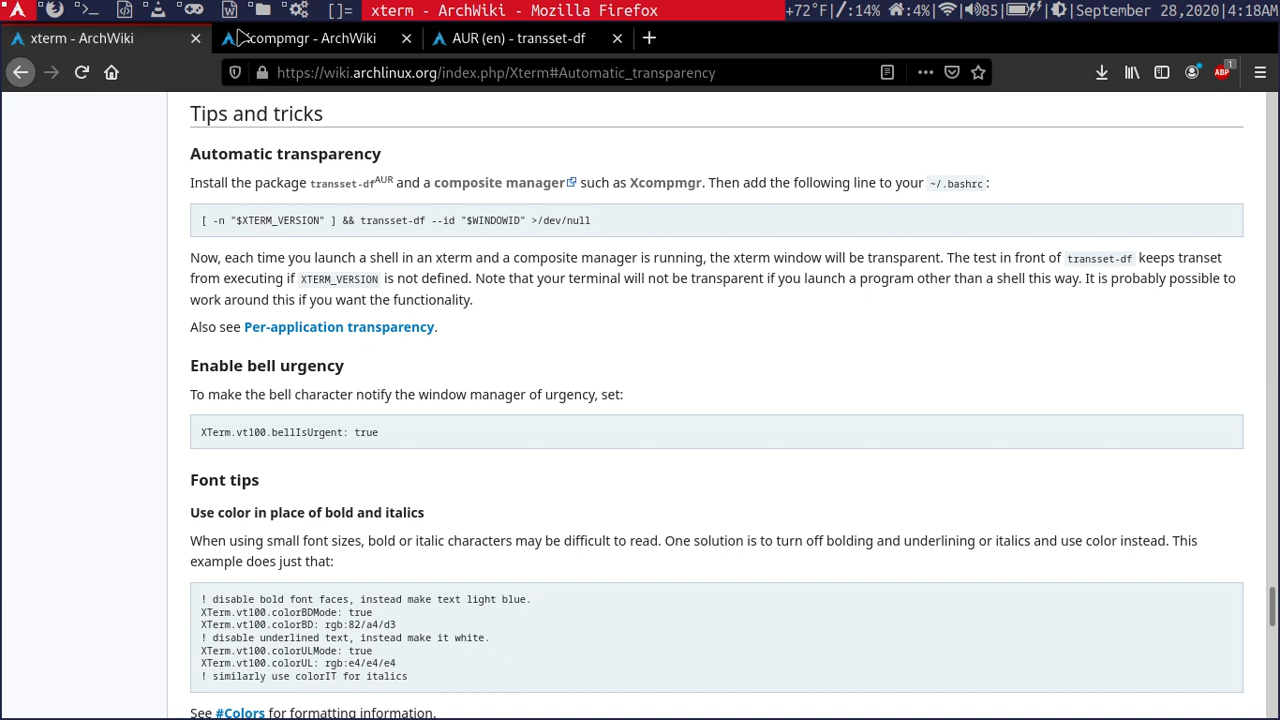 []= xterm - ArchWiki - Mozilla Firefox +72°F/ :14% :4% 85 September 28,2020 4:18AM
xterm - ArchWiki compmgr - ArchWiki AUR (en) - transset-df
https://wiki.archlinux.org/index.php/Xterm#Automatic_transparency ABP 1
Tips and tricks
Automatic transparency
Install the package transset-dfAUR and a composite manager such as Xcompmgr. Then add the following line to your ~/.bashrc:
[ -n "$XTERM_VERSION" ] && transset-df --id "$WINDOWID" >/dev/null
Now, each time you launch a shell in an xterm and a composite manager is running, the xterm window will be transparent. The test in front of transset-df keeps transet
from executing if XTERM_VERSION is not defined. Note that your terminal will not be transparent if you launch a program other than a shell this way. It is probably possible to
work around this if you want the functionality.
Also see Per-application transparency.
Enable bell urgency
To make the bell character notify the window manager of urgency, set:
XTerm.vt100.bellIsUrgent: true
Font tips
Use color in place of bold and italics
When using small font sizes, bold or italic characters may be difficult to read. One solution is to turn off bolding and underlining or italics and use color instead. This
example does just that:
! disable bold font faces, instead make text light blue.
XTerm.vt100.colorBDMode: true
XTerm.vt100.colorBD: rgb:82/a4/d3
! disable underlined text, instead make it white.
XTerm.vt100.colorULMode: true
XTerm.vt100.colorUL: rgb:e4/e4/e4
! similarly use colorIT for italics
See #Colors for formatting information.